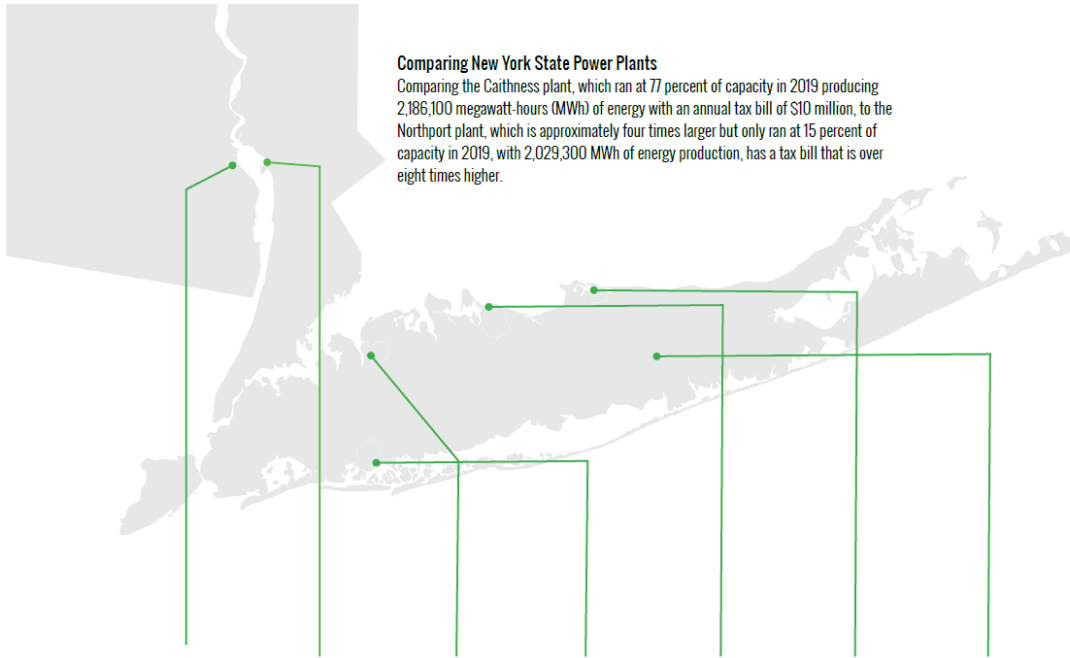 Comparing New York State Power Plants
Comparing the Caithness plant, which ran at 77 percent of capacity in 2019 producing
2,186,100 megawatt-hours (MWh) of energy with an annual tax bill of $10 million, to the
Northport plant, which is approximately four times larger but only ran at 15 percent of
capacity in 2019, with 2,029,300 MWh of energy production, has a tax bill that is over
eight times higher.